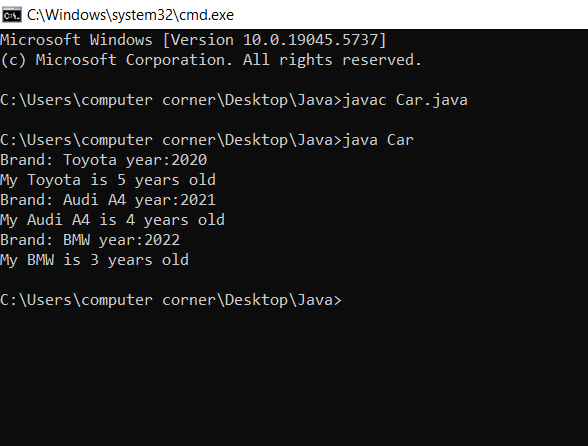 C:\Windows\system32\cmd.exe
Microsoft Windows [Version 10.0.19045.5737]
(c) Microsoft Corporation. All rights reserved.
C:\Users\computer corner\Desktop\Java>javac Car.java
C:\Users\computer corner\Desktop\Java>java Car
Brand: Toyota year:2020
My Toyota is 5 years old
Brand: Audi A4 year:2021
My Audi A4 is 4 years old
Brand: BMW year:2022
My BMW is 3 years old
C:\Users\computer corner\Desktop\Java>